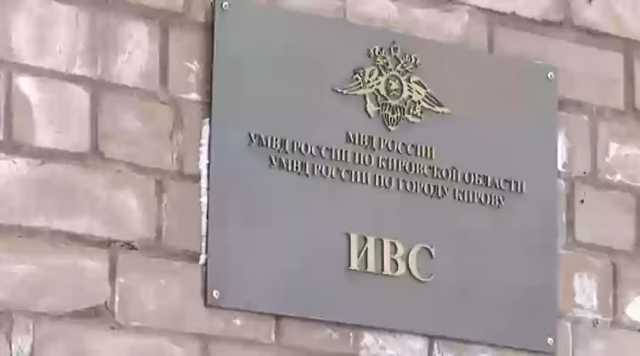 МВД РОССИИ
УМВД РОССИИ ПО КИРОВСКОЙ ОБЛАСТИ
УМВД РОССИИ ПО ГОРОДУ КИРОВУ
ИВС